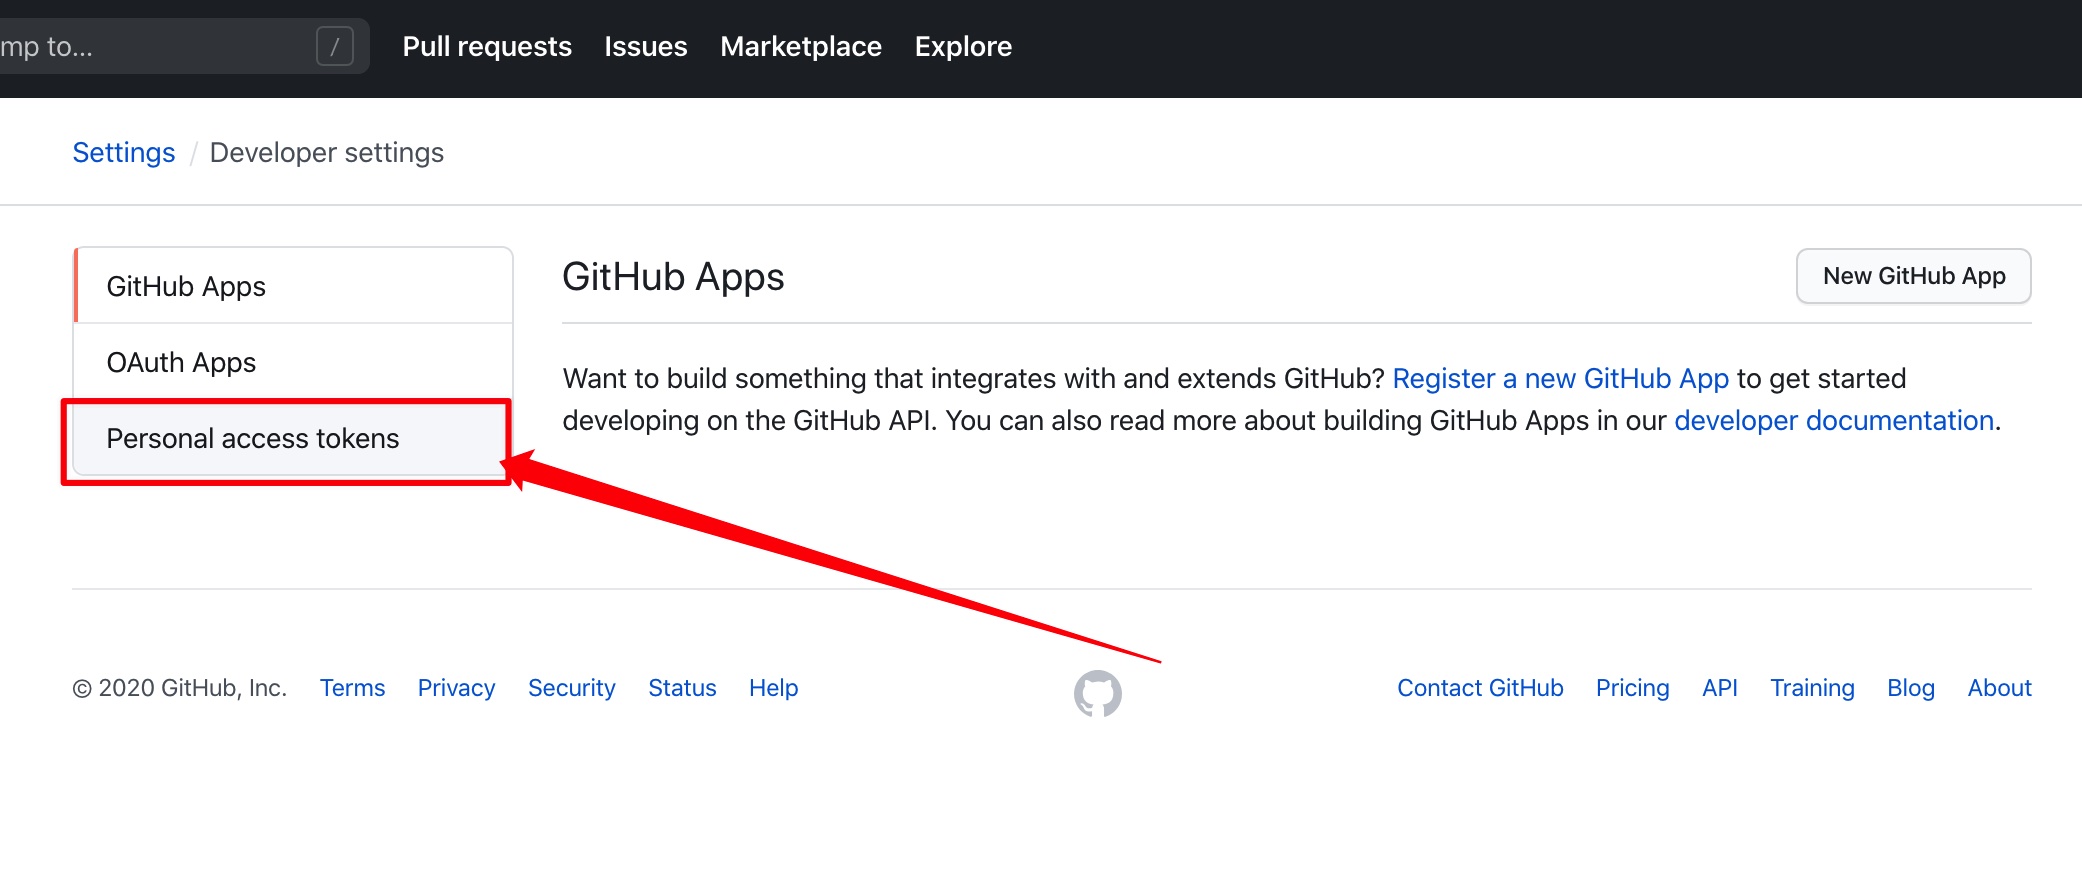 mp to... / Pull requests Issues Marketplace Explore
Settings / Developer settings
GitHub Apps
OAuth Apps
Personal access tokens
GitHub Apps
New GitHub App
Want to build something that integrates with and extends GitHub? Register a new GitHub App to get started
developing on the GitHub API. You can also read more about building GitHub Apps in our developer documentation.
© 2020 GitHub, Inc. Terms Privacy Security Status Help Contact GitHub Pricing API Training Blog About